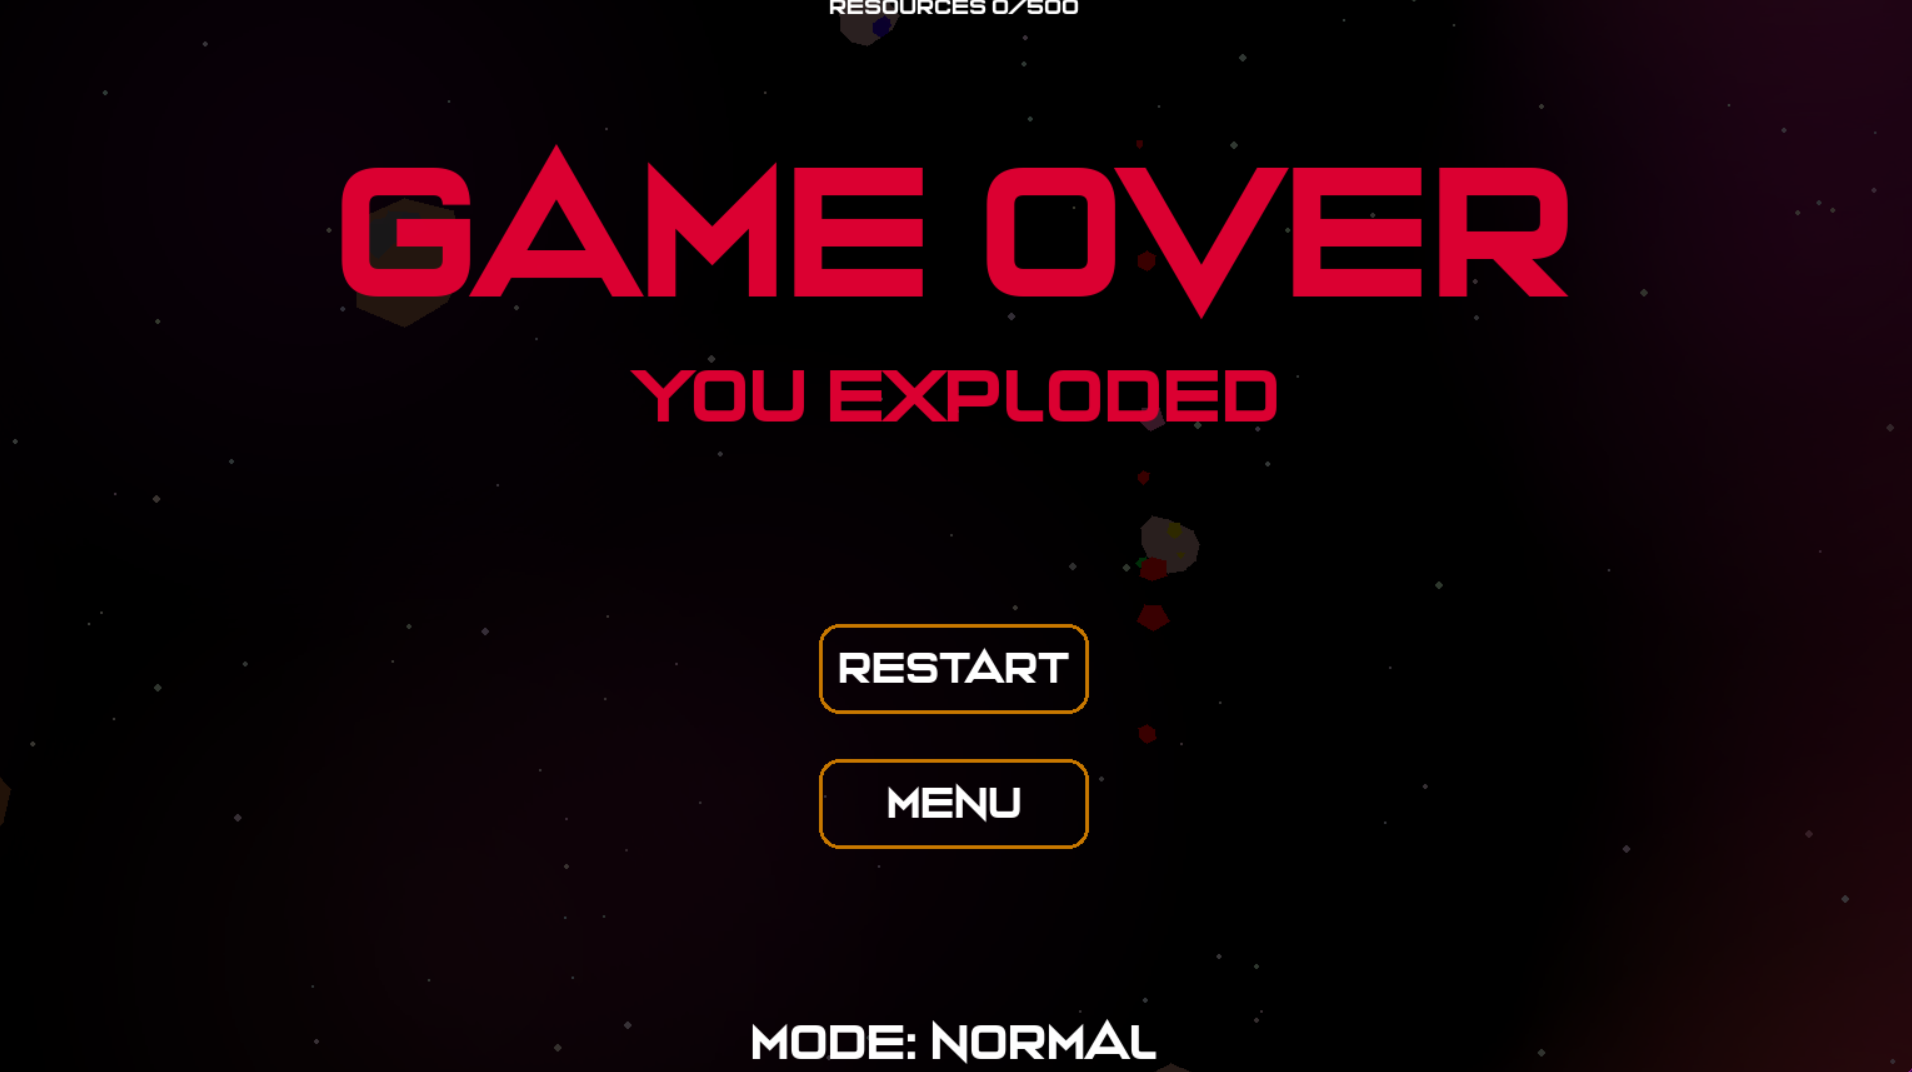 RESOURCES 0/500
GAME OVER
YOU EXPLODED
RESTART
MENU
MODE: NORMAL